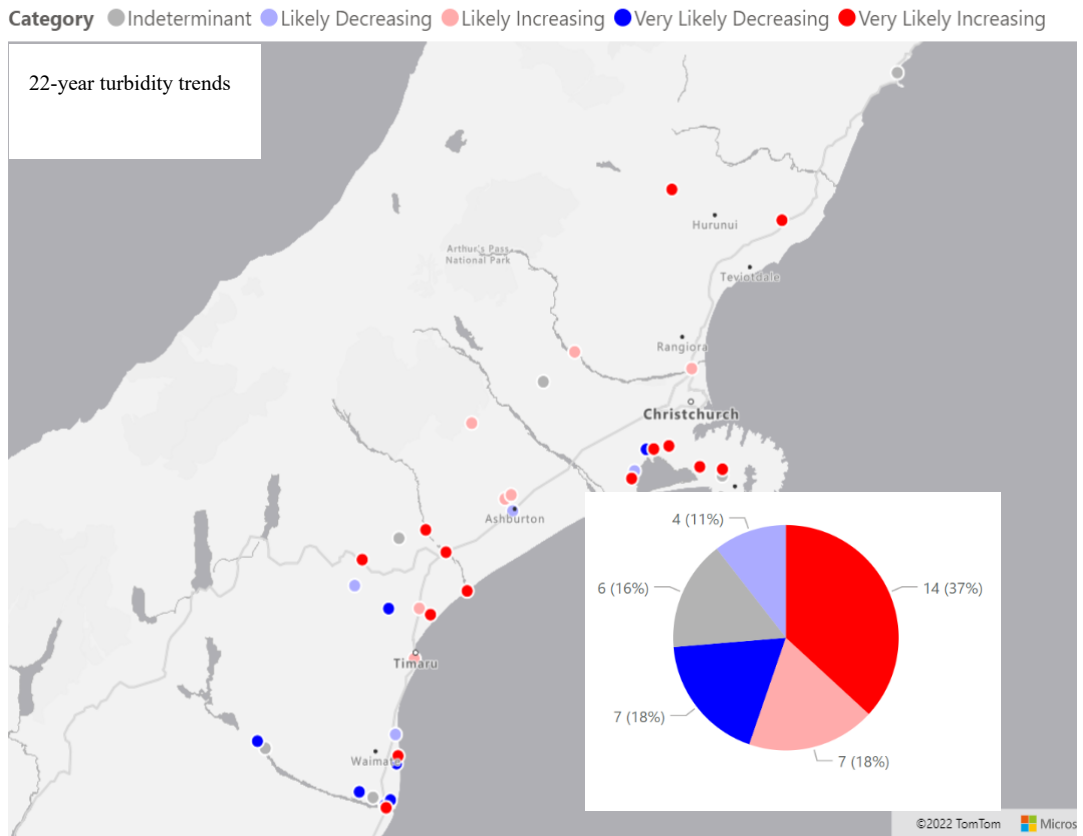 Category Indeterminant Likely Decreasing Likely Increasing Very Likely Decreasing Very Likely Increasing
22-year turbidity trends
Hurunui
Arthur's Pass
National Park
Teviotdale
Rangiora
Christchurch
Ashburton
4 (11%)
6 (16%)
14 (37%)
Timaru
7 (18%)
Waimate
7 (18%)
©2022 TomTom Micros